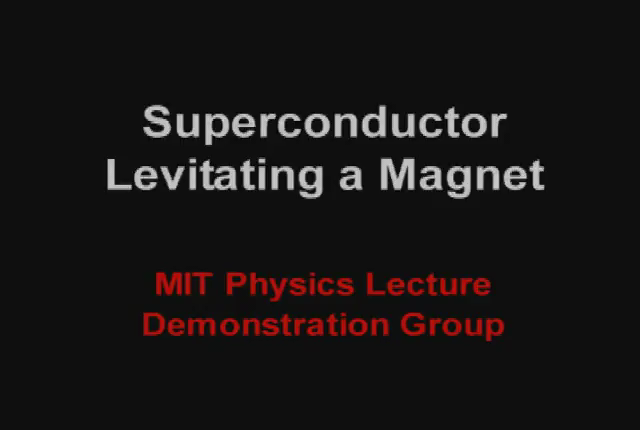 Superconductor
Levitating a Magnet
MIT Physics Lecture
Demonstration Group